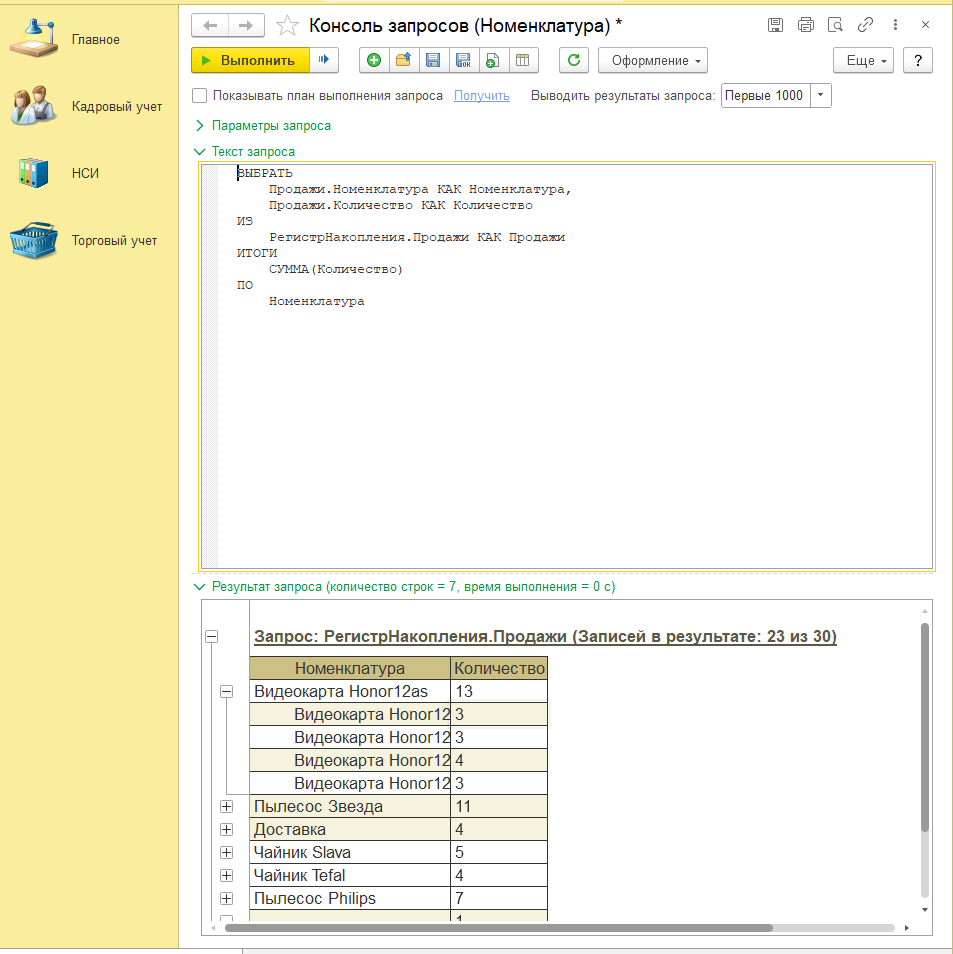 Главное
Кадровый учет
НСИ
Торговый учет
Консоль запросов (Номенклатура) *
Выполнить
Оформление
Еще
?
Показывать план выполнения запроса Получить Выводить результаты запроса: Первые 1000
Параметры запроса
Текст запроса
ВЫБРАТЬ
Продажи.Номенклатура КАК Номенклатура,
Продажи.Количество КАК Количество
ИЗ
РегистрНакопления.Продажи КАК Продажи
ИТОГИ
СУММА(Количество)
ПО
Номенклатура
Результат запроса (количество строк = 7, время выполнения = 0 с)
Запрос: РегистрНакопления.Продажи (Записей в результате: 23 из 30)
Номенклатура Количество
Видеокарта Honor12as 13
Видеокарта Honor12 3
Видеокарта Honor12 3
Видеокарта Honor12 4
Видеокарта Honor12 3
Пылесос Звезда 11
Доставка 4
Чайник Slava 5
Чайник Tefal 4
Пылесос Philips 7